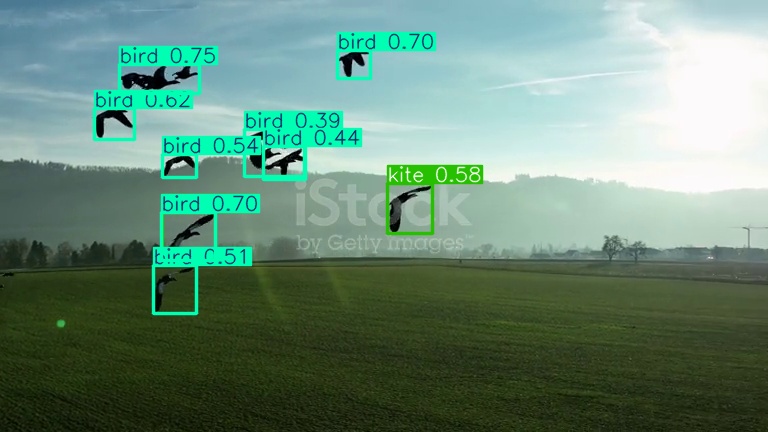 bird 0.70
bird 0.75
bird 0.62
bird 0.39
bird 0.44
bird 0.54
kite 0.58
bird 0.70
bird 0.51
iStock
by Getty Images™